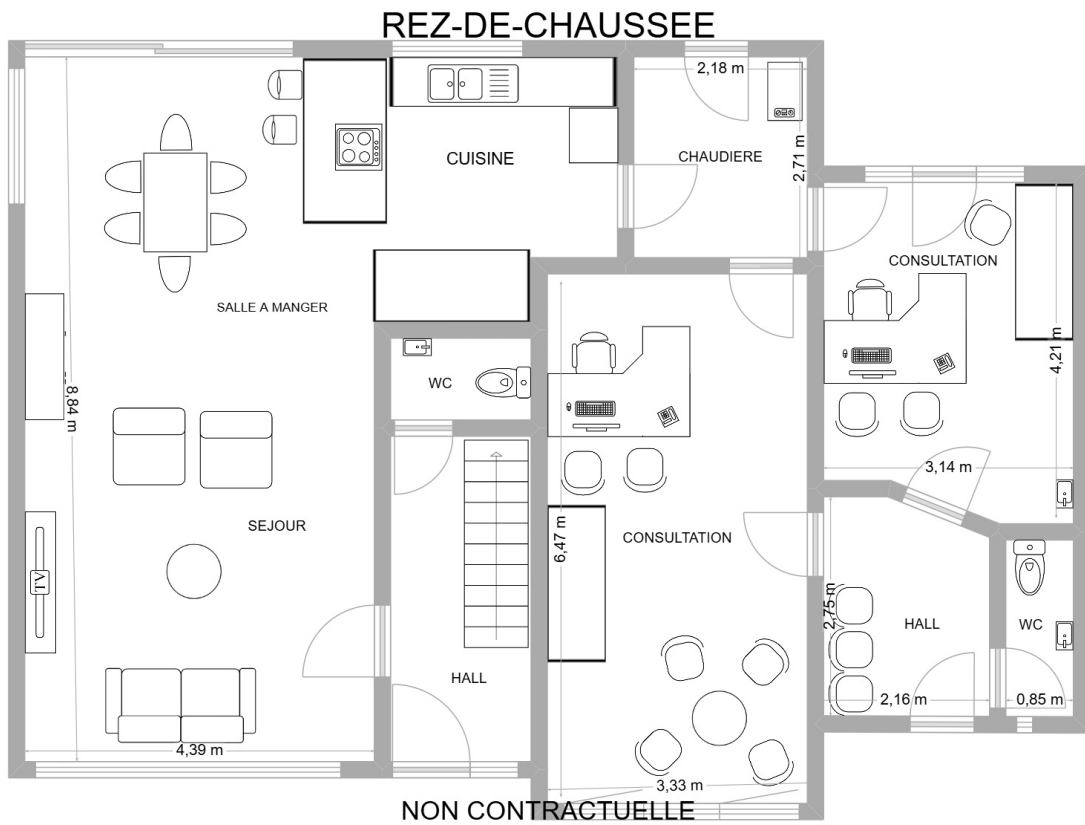 REZ-DE-CHAUSSEE
2,18 m
CUISINE
CHAUDIERE
2,71 m
CONSULTATION
SALLE A MANGER
4,21 m
WC
8,84 m
3,14 m
SEJOUR
6,47 m
CONSULTATION
TV
2,75 m
HALL
WC
HALL
2,16 m
0,85 m
4,39 m
3,33 m
NON CONTRACTUELLE